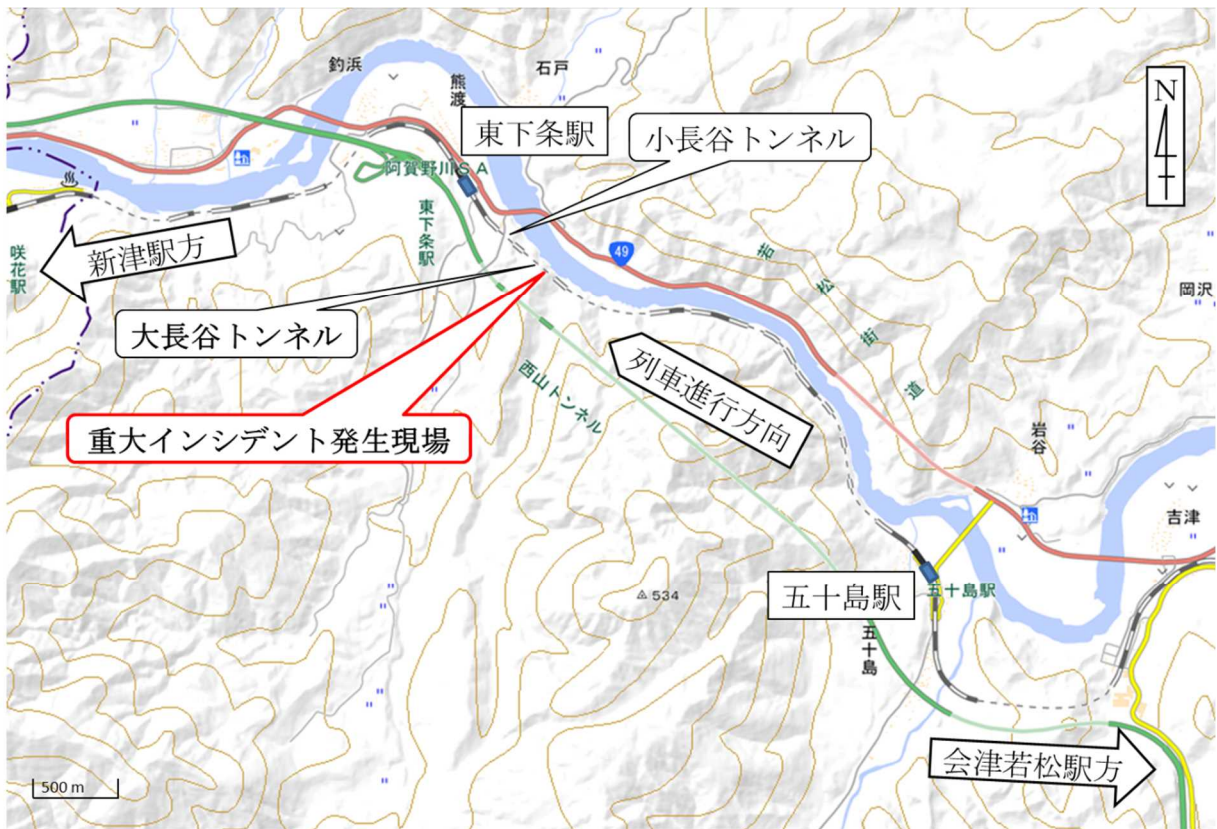 釣浜
熊渡
石戸
東下条駅
小長谷トンネル
N
阿賀野川SA
東下条駅
咲花駅
新津駅方
49
若松街道
岡沢
大長谷トンネル
重大インシデント発生現場
西山トンネル
列車進行方向
岩谷
吉津
534
五十島駅
五十島駅
五十島
会津若松駅方
500 m